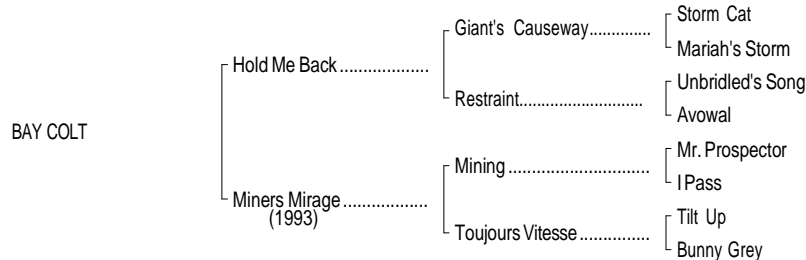 Storm Cat
Giant's Causeway..............
Mariah's Storm
Hold Me Back ...................
Unbridled's Song
Restraint...........................
Avowal
BAY COLT
Mr. Prospector
Mining ..............................
I Pass
Miners Mirage ..................
(1993)
Tilt Up
Toujours Vitesse ...............
Bunny Grey